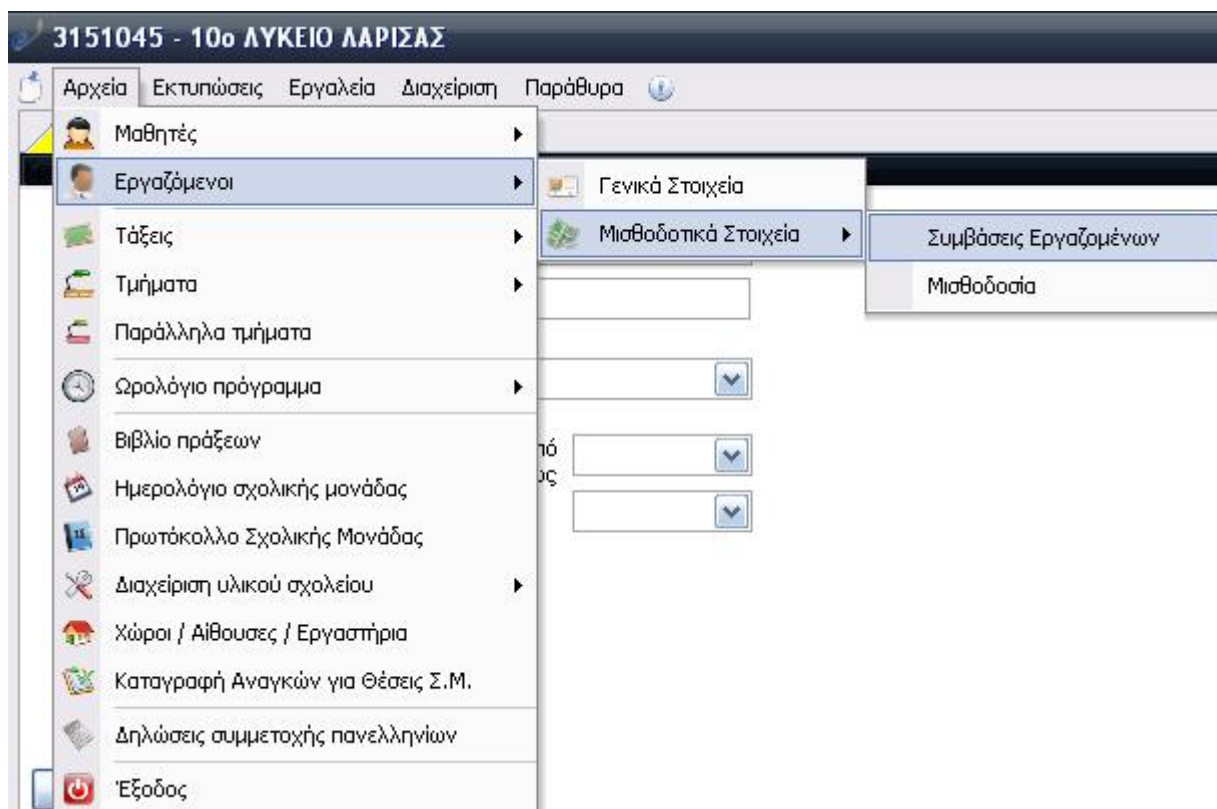 3151045 - 10ο ΛΥΚΕΙΟ ΛΑΡΙΣΑΣ
Αρχεία Εκτυπώσεις Εργαλεία Διαχείριση Παράθυρα
Μαθητές
Εργαζόμενοι
Τάξεις
Τμήματα
Παράλληλα τμήματα
Ωρολόγιο πρόγραμμα
Βιβλίο πράξεων
Ημερολόγιο σχολικής μονάδας
Πρωτόκολλο Σχολικής Μονάδας
Διαχείριση υλικού σχολείου
Χώροι / Αίθουσες / Εργαστήρια
Καταγραφή Αναγκών για Θέσεις Σ.Μ.
Δηλώσεις συμμετοχής πανελληνίων
Έξοδος
Γενικά Στοιχεία
Μισθοδοτικά Στοιχεία
Συμβάσεις Εργαζομένων
Μισθοδοσία